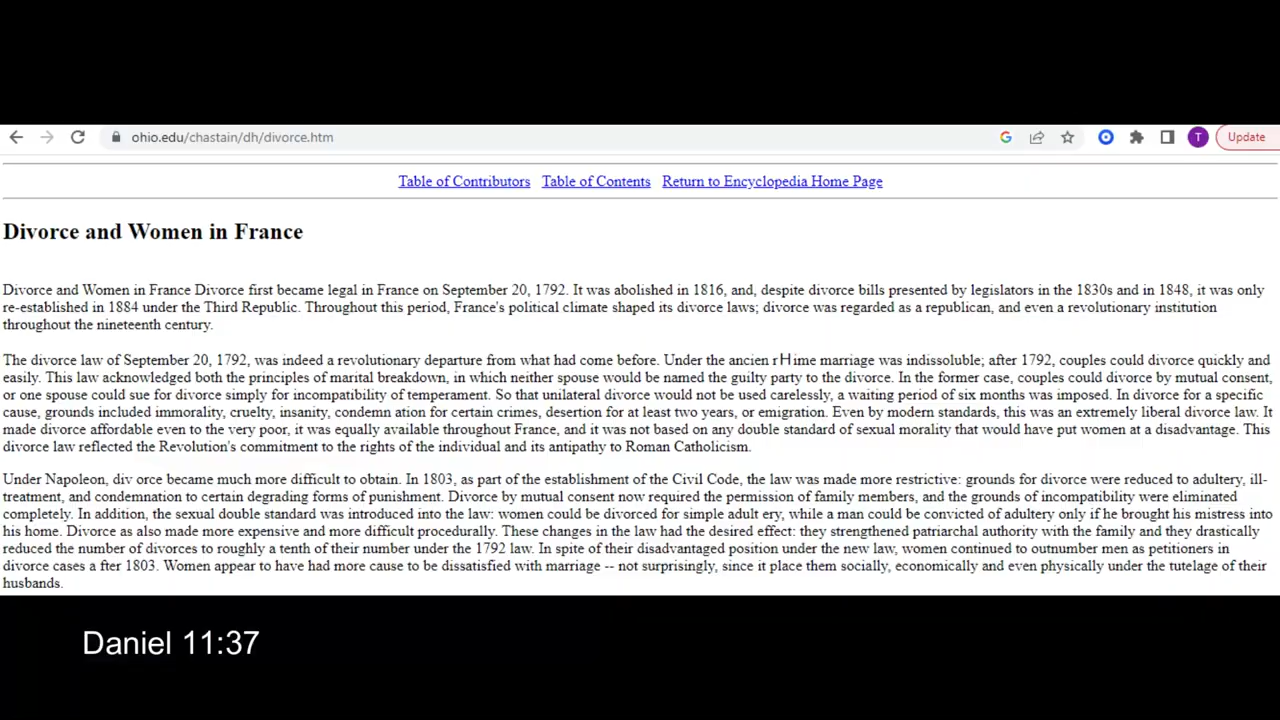 ohio.edu/chastain/dh/divorce.htm
T
Update
Table of Contributors Table of Contents Return to Encyclopedia Home Page
Divorce and Women in France
Divorce and Women in France Divorce first became legal in France on September 20, 1792. It was abolished in 1816, and, despite divorce bills presented by legislators in the 1830s and in 1848, it was only
re-established in 1884 under the Third Republic. Throughout this period, France's political climate shaped its divorce laws; divorce was regarded as a republican, and even a revolutionary institution
throughout the nineteenth century.
The divorce law of September 20, 1792, was indeed a revolutionary departure from what had come before. Under the ancien rHime marriage was indissoluble; after 1792, couples could divorce quickly and
easily. This law acknowledged both the principles of marital breakdown, in which neither spouse would be named the guilty party to the divorce. In the former case, couples could divorce by mutual consent,
or one spouse could sue for divorce simply for incompatibility of temperament. So that unilateral divorce would not be used carelessly, a waiting period of six months was imposed. In divorce for a specific
cause, grounds included immorality, cruelty, insanity, condemn ation for certain crimes, desertion for at least two years, or emigration. Even by modern standards, this was an extremely liberal divorce law. It
made divorce affordable even to the very poor, it was equally available throughout France, and it was not based on any double standard of sexual morality that would have put women at a disadvantage. This
divorce law reflected the Revolution's commitment to the rights of the individual and its antipathy to Roman Catholicism.
Under Napoleon, div orce became much more difficult to obtain. In 1803, as part of the establishment of the Civil Code, the law was made more restrictive: grounds for divorce were reduced to adultery, ill-
treatment, and condemnation to certain degrading forms of punishment. Divorce by mutual consent now required the permission of family members, and the grounds of incompatibility were eliminated
completely. In addition, the sexual double standard was introduced into the law: women could be divorced for simple adult ery, while a man could be convicted of adultery only if he brought his mistress into
his home. Divorce as also made more expensive and more difficult procedurally. These changes in the law had the desired effect: they strengthened patriarchal authority with the family and they drastically
reduced the number of divorces to roughly a tenth of their number under the 1792 law. In spite of their disadvantaged position under the new law, women continued to outnumber men as petitioners in
divorce cases a fter 1803. Women appear to have had more cause to be dissatisfied with marriage -- not surprisingly, since it place them socially, economically and even physically under the tutelage of their
husbands.
Daniel 11:37